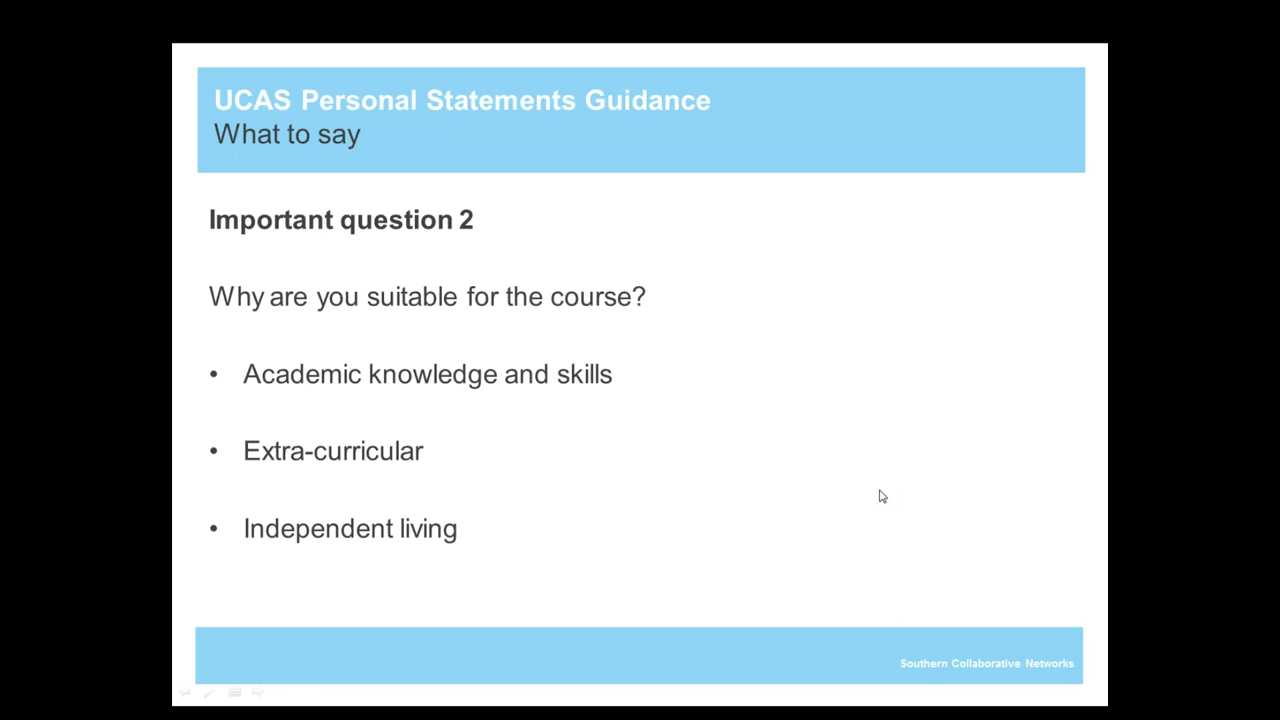 UCAS Personal Statements Guidance
What to say
Important question 2
Why are you suitable for the course?
• Academic knowledge and skills
• Extra-curricular
• Independent living
Southern Collaborative Networks